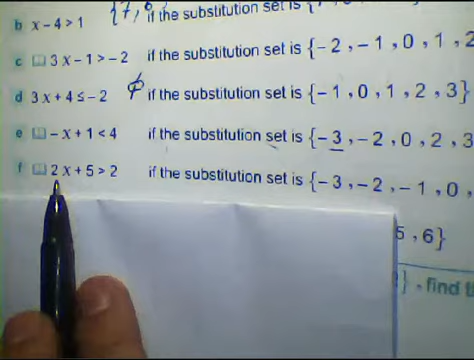 b x - 4 > 1 {7, if the substitution set is {
c 3 x - 1 > - 2 if the substitution set is {- 2 , - 1 , 0 , 1 , 2
d 3 x + 4 ≤ - 2 ϕ if the substitution set is {- 1 , 0 , 1 , 2 , 3}
e - x + 1 < 4 if the substitution set is {- 3 , - 2 , 0 , 2 , 3
f 2 x + 5 > 2 if the substitution set is {- 3 , - 2 , - 1 , 0 ,
5 , 6}
} , find